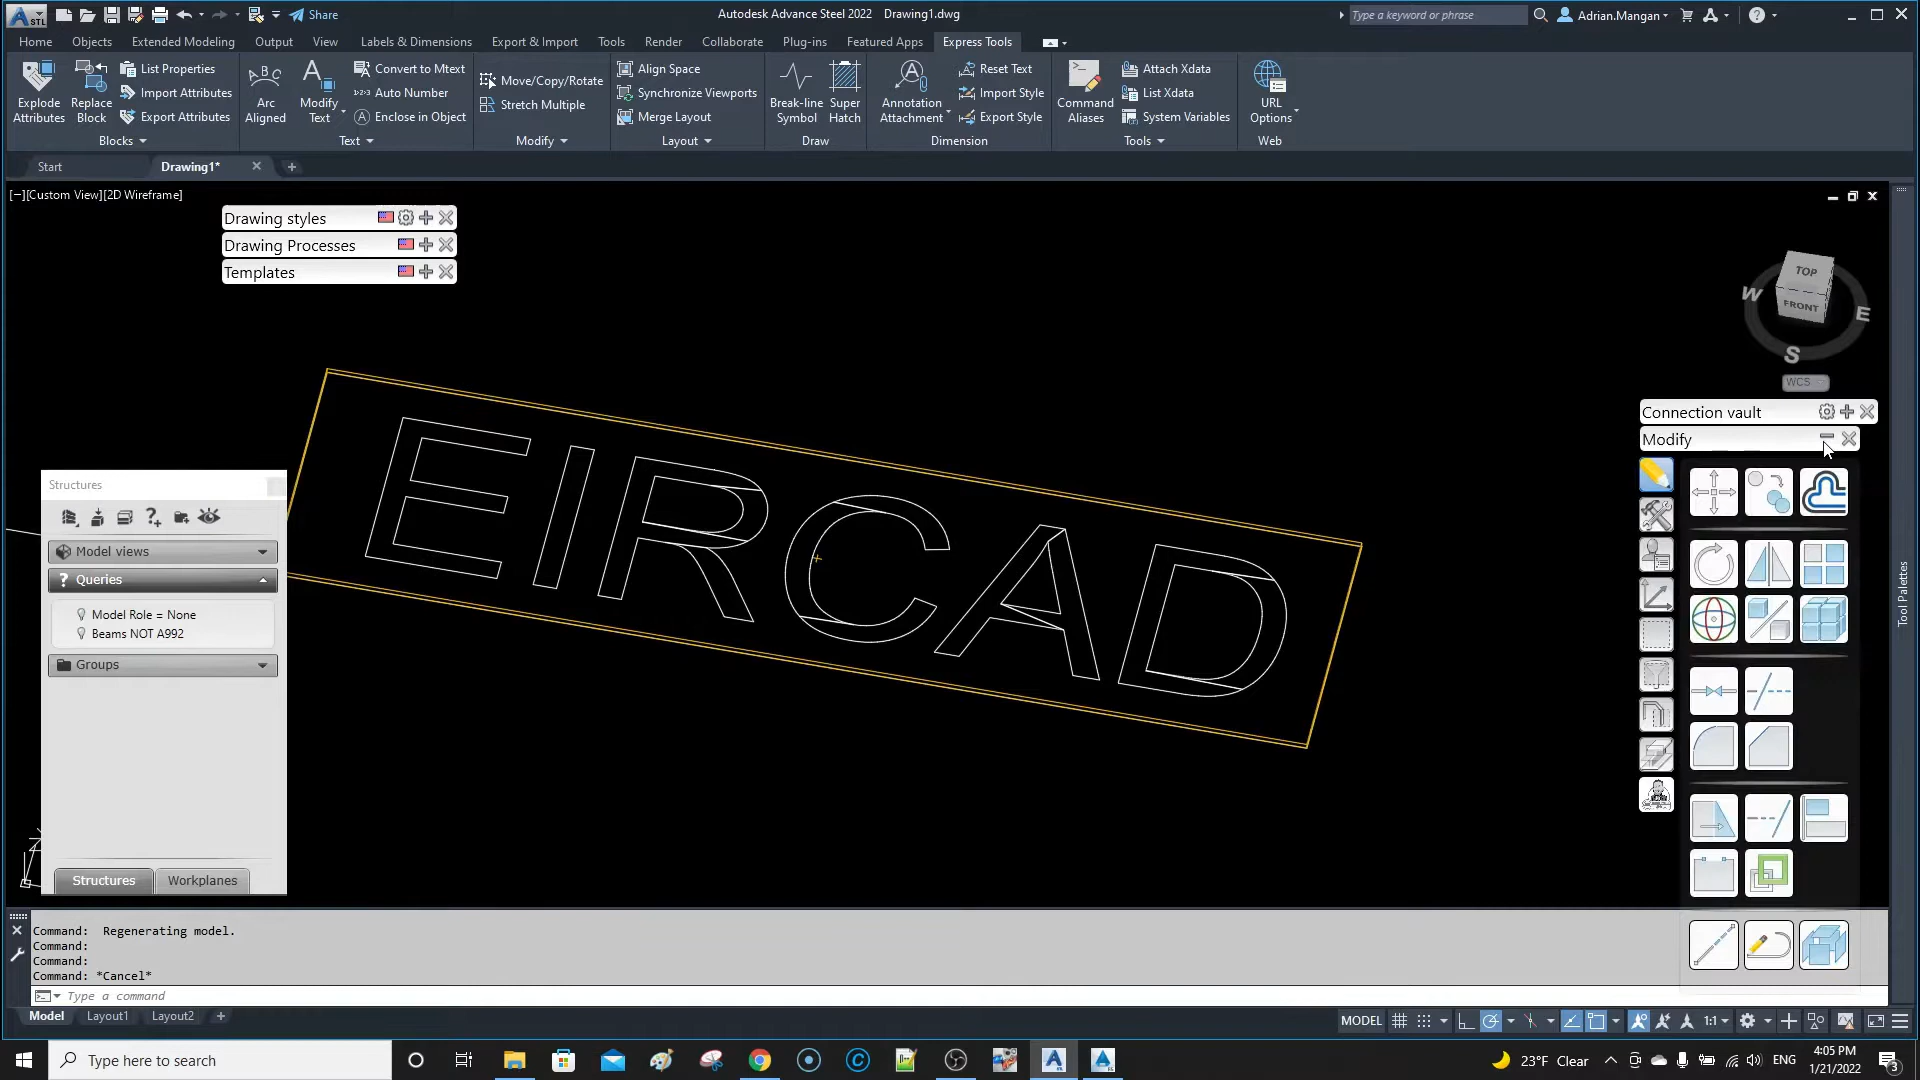 STL
Share
Autodesk Advance Steel 2022 Drawing1.dwg
Type a keyword or phrase
Adrian.Mangan
Home Objects Extended Modeling Output View Labels & Dimensions Export & Import Tools Render Collaborate Plug-ins Featured Apps Express Tools
Explode Attributes
Replace Block
List Properties
Import Attributes
Export Attributes
Blocks
Arc Aligned
Modify Text
Convert to Mtext
Auto Number
Enclose in Object
Text
Move/Copy/Rotate
Stretch Multiple
Modify
Align Space
Synchronize Viewports
Merge Layout
Layout
Break-line Symbol
Super Hatch
Draw
Annotation Attachment
Reset Text
Import Style
Export Style
Dimension
Command Aliases
Attach Xdata
List Xdata
System Variables
Tools
URL Options
Web
Start
Drawing1*
[−][Custom View][2D Wireframe]
Drawing styles
Drawing Processes
Templates
TOP
FRONT
W
E
S
WCS
Connection vault
Modify
EIRCAD
Structures
Model views
? Queries
Model Role = None
Beams NOT A992
Groups
Structures Workplanes
Tool Palettes
Command: Regenerating model.
Command:
Command:
Command: *Cancel*
Type a command
Model Layout1 Layout2 +
MODEL
1:1
Type here to search
23°F Clear
ENG
4:05 PM
1/21/2022
3